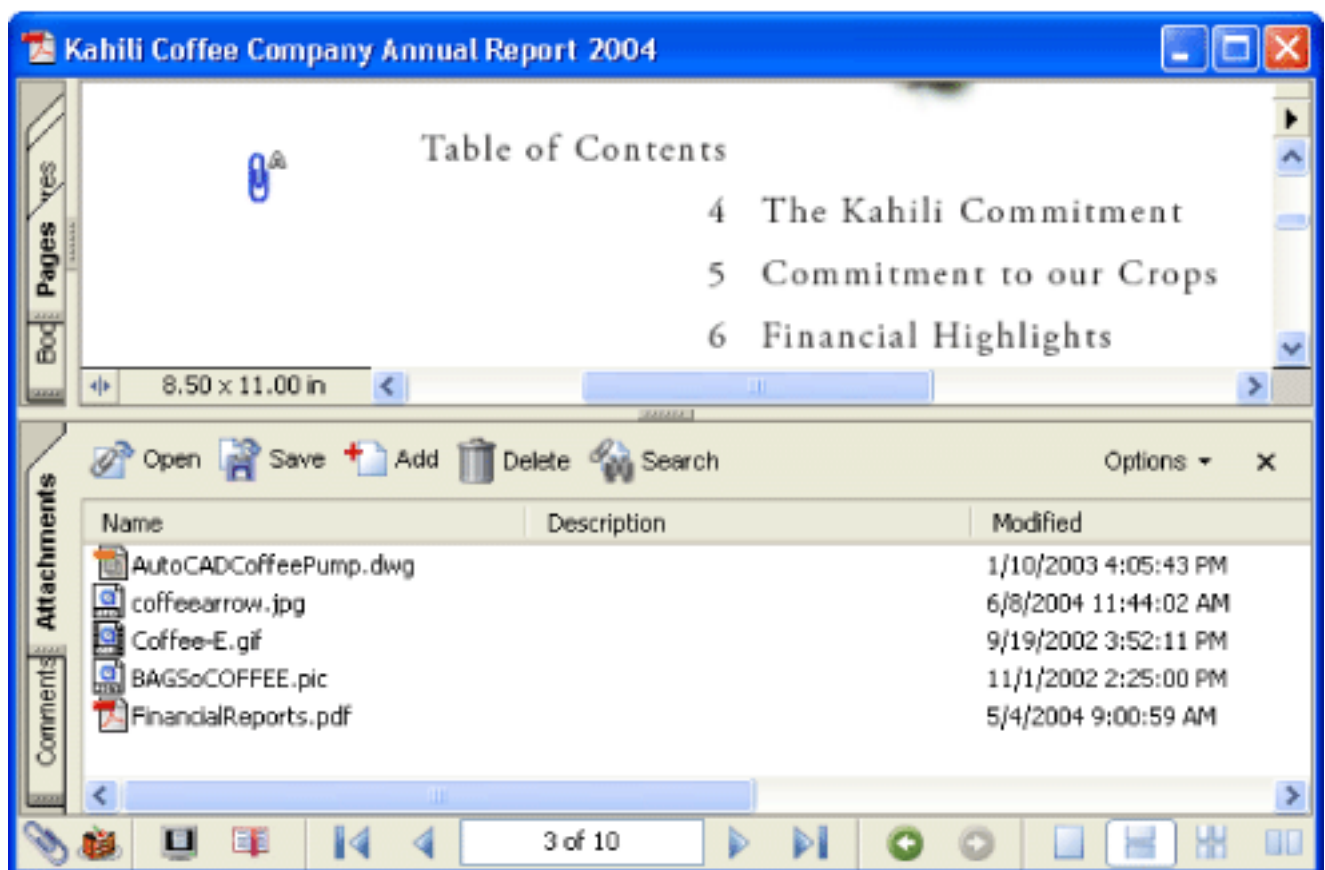 Kahili Coffee Company Annual Report 2004
Table of Contents
4 The Kahili Commitment
5 Commitment to our Crops
6 Financial Highlights
Pages
8.50 x 11.00 in
Open Save Add Delete Search Options
Attachments
Comments
Name Description Modified
AutoCADCoffeePump.dwg 1/10/2003 4:05:43 PM
coffeearrow.jpg 6/8/2004 11:44:02 AM
Coffee-E.gif 9/19/2002 3:52:11 PM
BAGSoCOFFEE.pic 11/1/2002 2:25:00 PM
FinancialReports.pdf 5/4/2004 9:00:59 AM
3 of 10